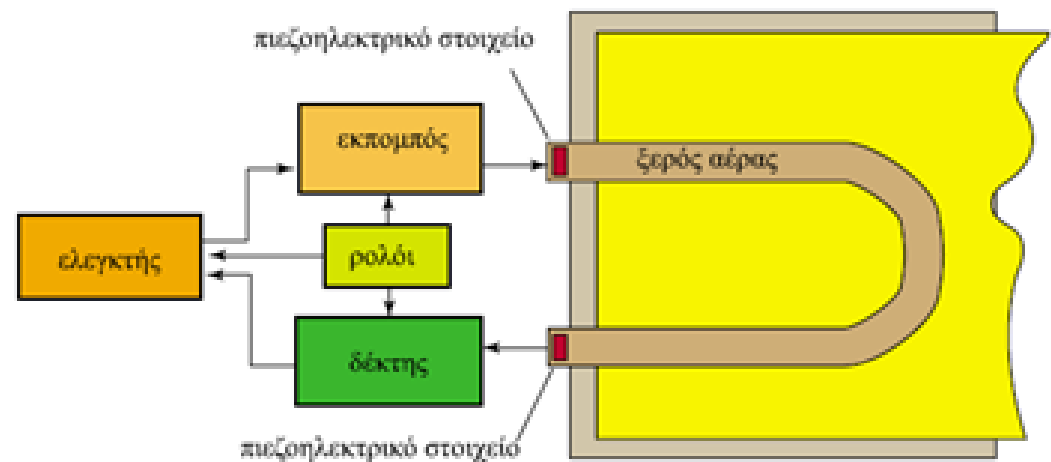 πιεζοηλεκτρικό στοιχείο
εκπομπός
ξερός αέρας
ελεγκτής
ρολόι
δέκτης
πιεζοηλεκτρικό στοιχείο